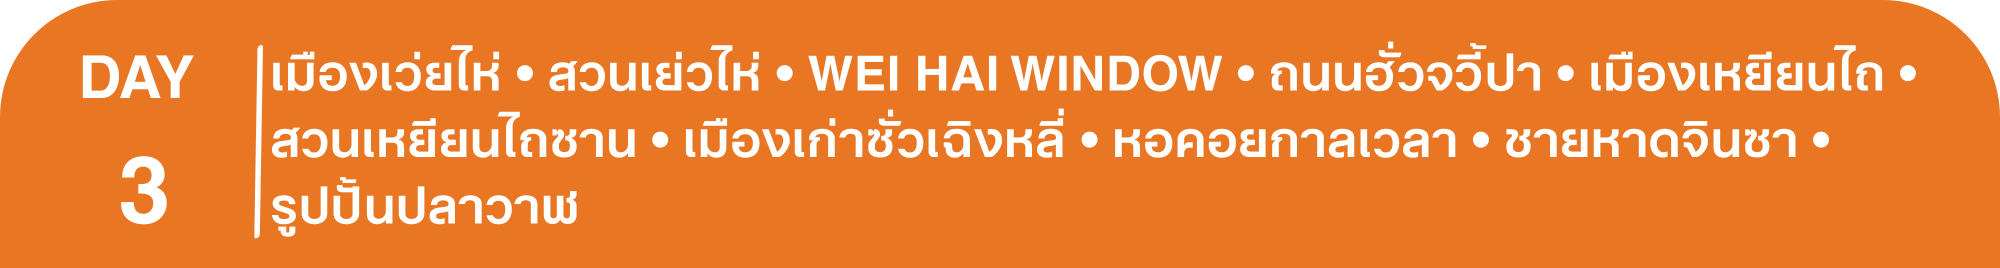 DAY
3
เมืองเว่ยไห่ • สวนเย่วไห่ • WEI HAI WINDOW • ถนนฮั่วจวี้ปา • เมืองเหยียนไถ •
สวนเหยียนไถซาน • เมืองเก่าซั่วเฉิงหลี่ • หอคอยกาลเวลา • ชายหาดจินซา •
รูปปั้นปลาวาฬ